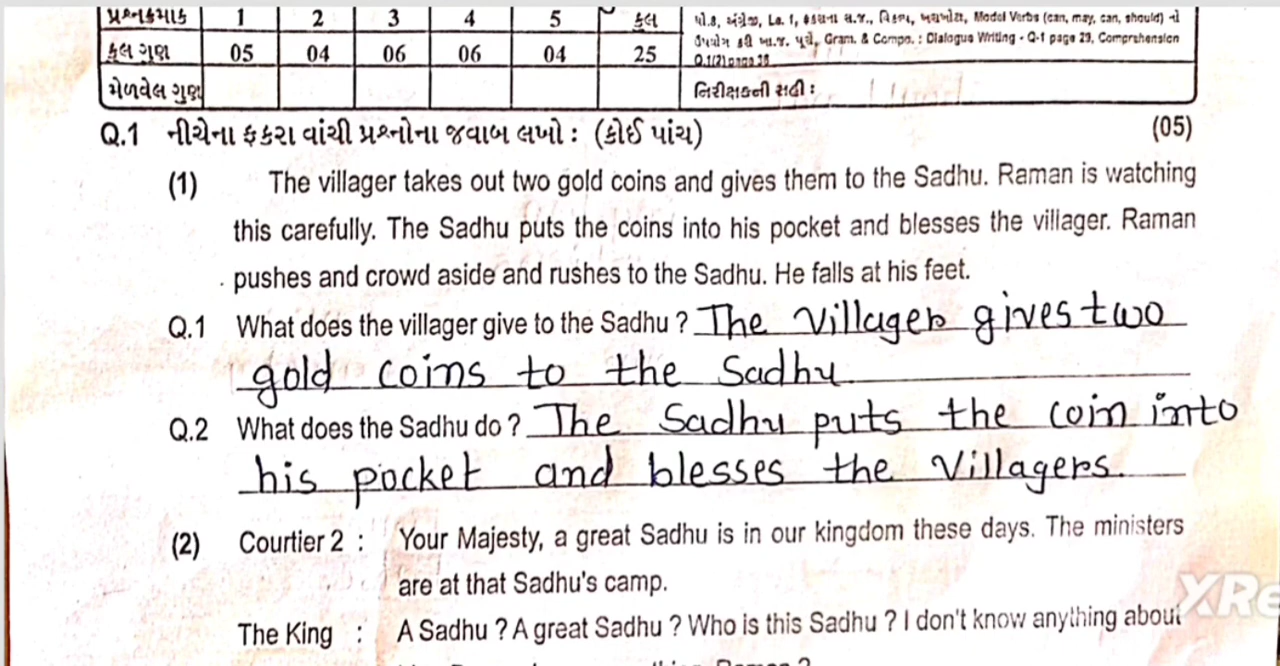 પ્રશ્નક્રમાંક 1 2 3 4 5 કુલ
કુલ ગુણ 05 04 06 06 04 25
મેળવેલ ગુણ
ધો.8, અંગ્રેજી, Model Verbs (can, may, can, should) નો
Gram. & Compo. : Dialogue Writing - Q-1 page 29, Comprehension
નિરીક્ષકની સહી :
Q.1 નીચેના ફકરા વાંચી પ્રશ્નોના જવાબ લખો : (કોઈ પાંચ) (05)
(1) The villager takes out two gold coins and gives them to the Sadhu. Raman is watching
this carefully. The Sadhu puts the coins into his pocket and blesses the villager. Raman
pushes and crowd aside and rushes to the Sadhu. He falls at his feet.
Q.1 What does the villager give to the Sadhu ? The Villager gives two
gold coins to the Sadhu
Q.2 What does the Sadhu do ? The Sadhu puts the coin into
his pocket and blesses the Villagers.
(2) Courtier 2 : Your Majesty, a great Sadhu is in our kingdom these days. The ministers
are at that Sadhu's camp.
The King : A Sadhu ? A great Sadhu ? Who is this Sadhu ? I don't know anything about